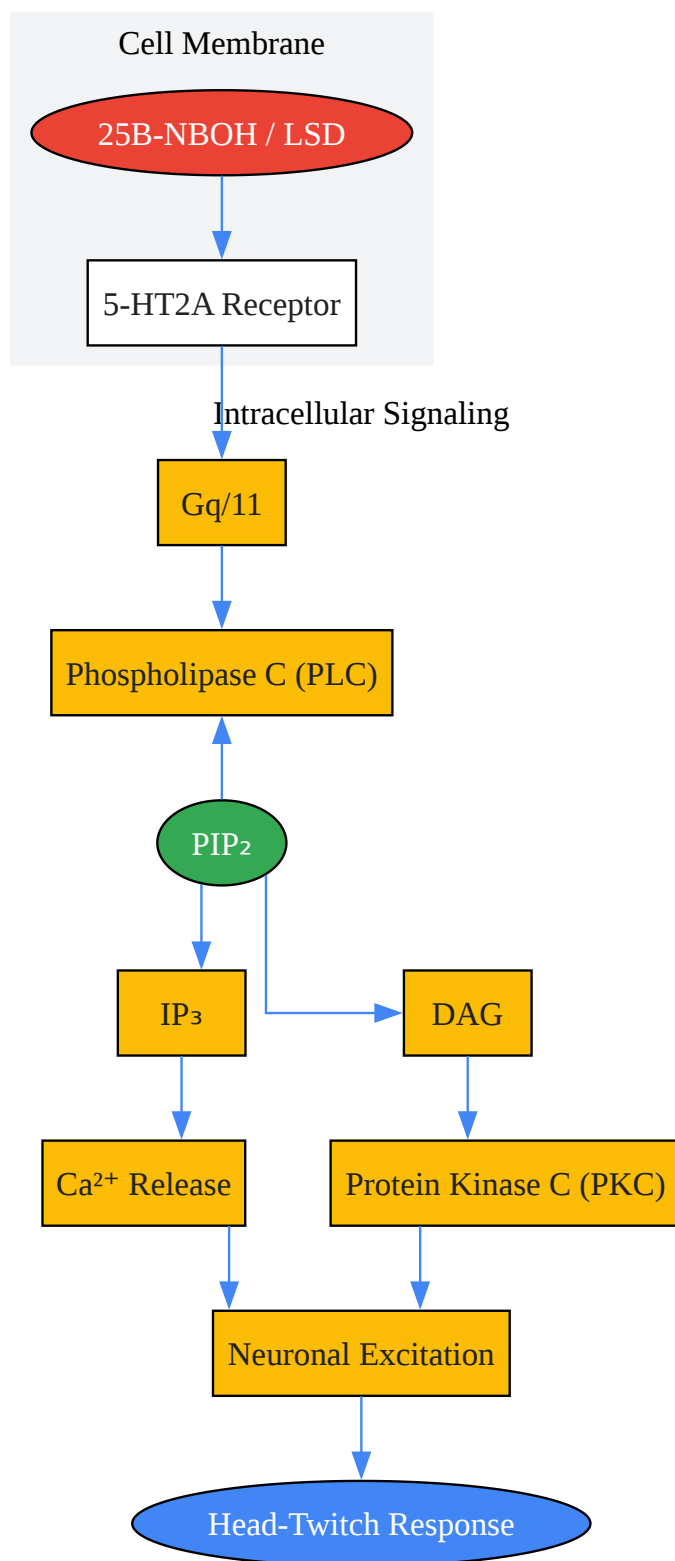 Cell Membrane
25B-NBOH / LSD
5-HT2A Receptor
Intracellular Signaling
Gq/11
Phospholipase C (PLC)
PIP₂
IP₃
DAG
Ca²⁺ Release
Protein Kinase C (PKC)
Neuronal Excitation
Head-Twitch Response